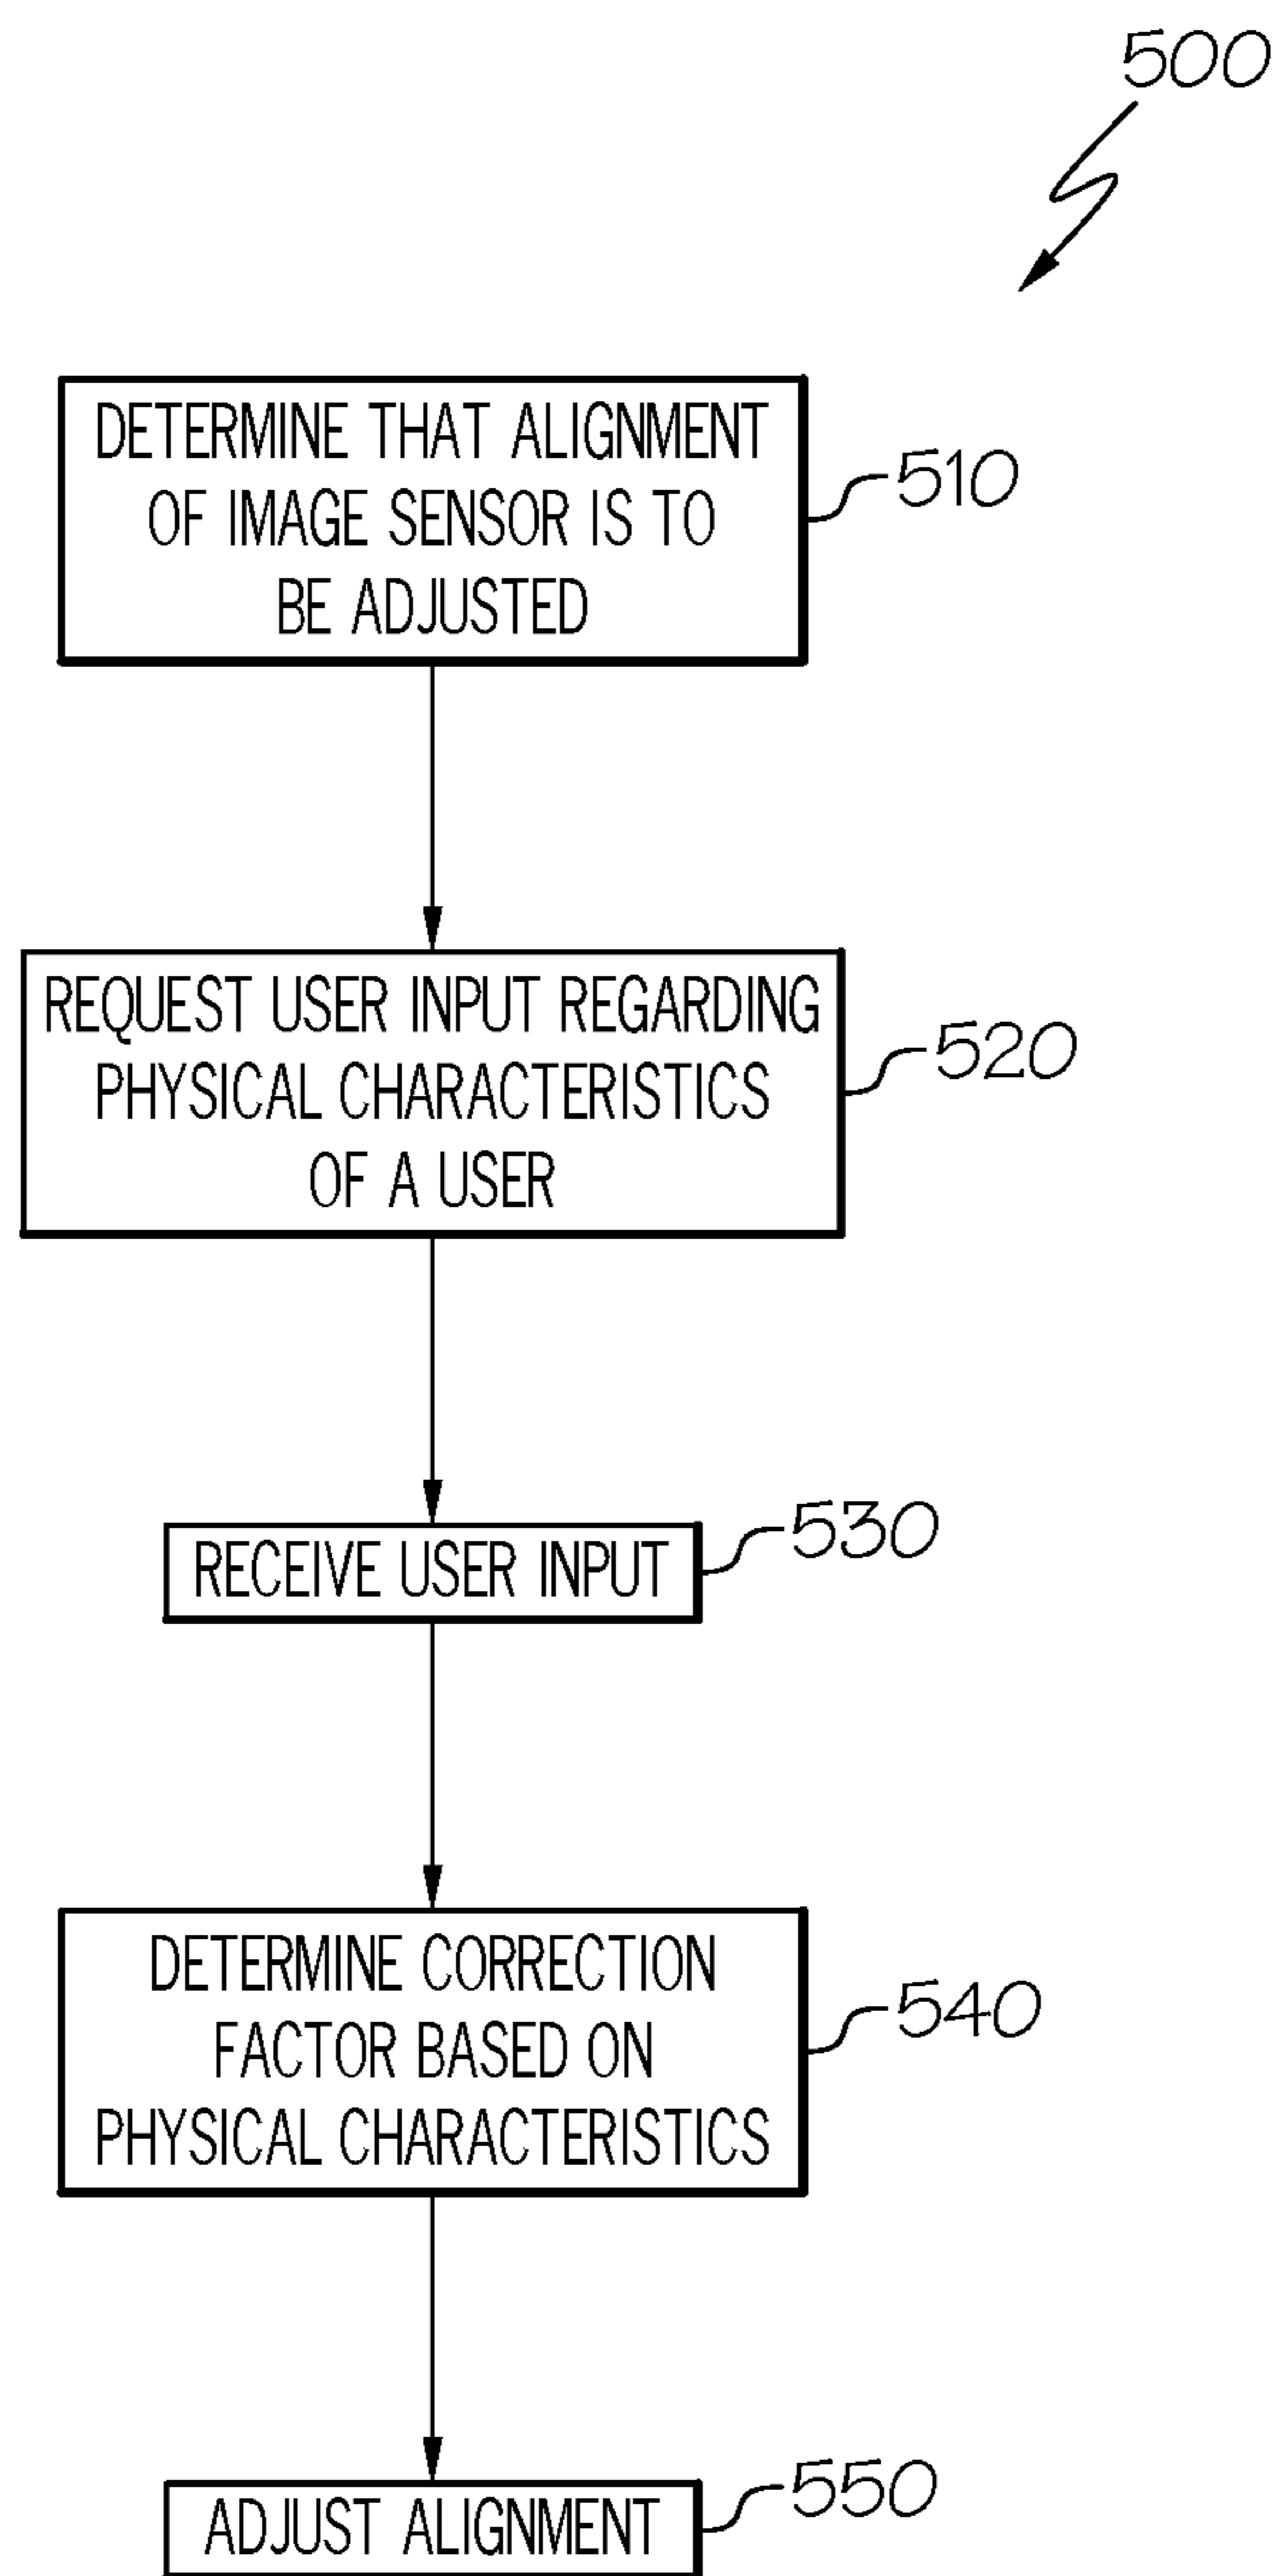 500
DETERMINE THAT ALIGNMENT
OF IMAGE SENSOR IS TO
BE ADJUSTED
510
REQUEST USER INPUT REGARDING
PHYSICAL CHARACTERISTICS
OF A USER
520
RECEIVE USER INPUT
530
DETERMINE CORRECTION
FACTOR BASED ON
PHYSICAL CHARACTERISTICS
540
ADJUST ALIGNMENT
550